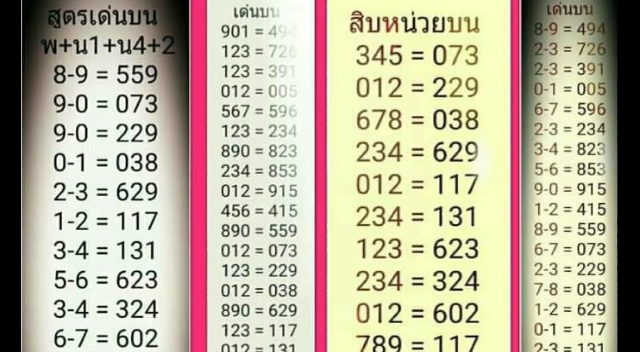 สูตรเด่นบน
พ+น1+น4+2
8-9 = 559
9-0 = 073
9-0 = 229
0-1 = 038
2-3 = 629
1-2 = 117
3-4 = 131
5-6 = 623
3-4 = 324
6-7 = 602
เด่นบน
901 = 494
123 = 726
123 = 391
012 = 005
567 = 596
123 = 234
890 = 823
234 = 853
012 = 915
456 = 415
890 = 559
012 = 073
123 = 229
012 = 038
890 = 629
123 = 117
012 = 131
สิบหน่วยบน
345 = 073
012 = 229
678 = 038
234 = 629
012 = 117
234 = 131
123 = 623
234 = 324
012 = 602
789 = 117
เด่นบน
8-9 = 494
2-3 = 726
2-3 = 391
0-1 = 005
6-7 = 596
2-3 = 234
3-4 = 823
5-6 = 853
9-0 = 915
1-2 = 415
8-9 = 559
6-7 = 073
2-3 = 229
7-8 = 038
1-2 = 629
0-1 = 117
2-3 = 131